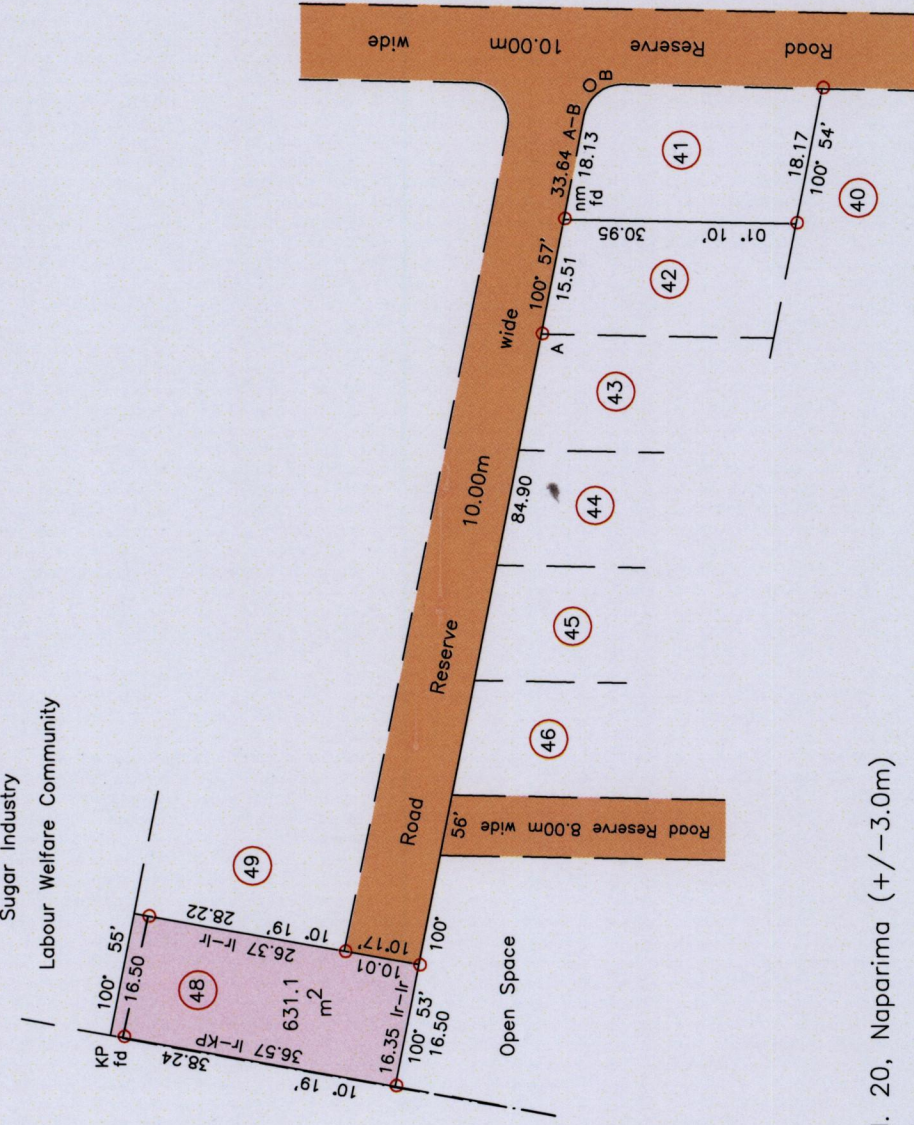 Sugar Industry
Labour Welfare Community
wide
10.00m
Reserve
Road
B
33.64 A-B
18.13
nm
fd
41
18.17
100° 54'
40
30.95
01° 10'
100° 57'
15.51
42
A
wide
10.00m
Reserve
Road
43
84.90
44
45
46
56'
100°
Road Reserve 8.00m wide
49
100° 55'
16.50
KP
fd
48
28.22
10° 19'
26.37 Ir-Ir
631.1
m2
38.24
36.57 Ir-KP
10° 19'
10°17'
10.01
16.35 Ir-Ir
100° 53'
16.50
Open Space
20, Naparima (+/-3.0m)